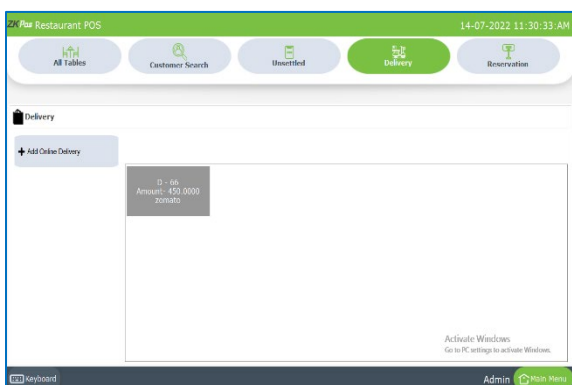 ZKPos Restaurant POS
14-07-2022 11:30:33:AM
All Tables
Customer Search
Unsettled
Delivery
Reservation
Delivery
+ Add Online Delivery
D - 66
Amount- 450.0000
zomato
Activate Windows
Go to PC settings to activate Windows.
Keyboard
Admin
Main Menu